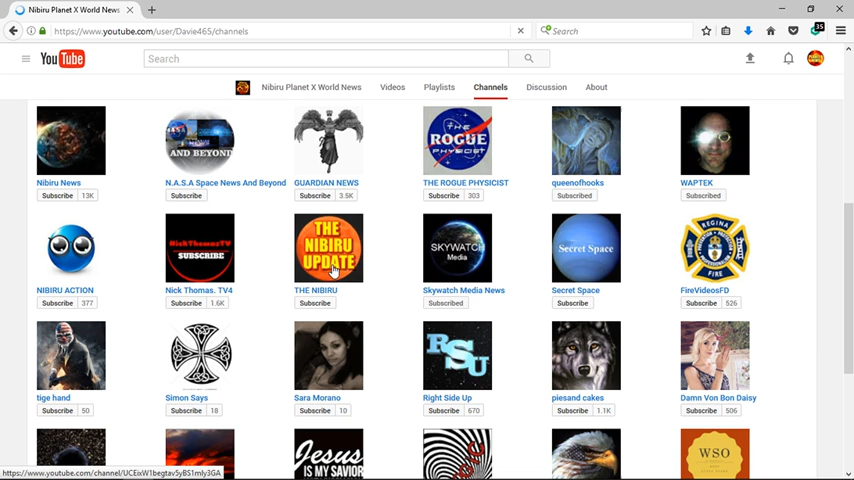 Nibiru Planet X World News
https://www.youtube.com/user/Davie465/channels
Search
35
You Tube
Search
Nibiru Planet X World News Videos Playlists Channels Discussion About
NASA
AND BEYOND
THE ROGUE PHYSICIST
Nibiru News N.A.S.A Space News And Beyond GUARDIAN NEWS THE ROGUE PHYSICIST queenofhooks WAPTEK
Subscribe 13K Subscribe Subscribe 3.5K Subscribe 303 Subscribed Subscribed
NickThomasTV
SUBSCRIBE
THE NIBIRU UPDATE
SKYWATCH
Media
Secret Space
REGINA
FIRE
NIBIRU ACTION Nick Thomas. TV4 THE NIBIRU Skywatch Media News Secret Space FireVideosFD
Subscribe 377 Subscribe 1.6K Subscribe Subscribed Subscribe Subscribe 526
RSU
tige hand Simon Says Sara Morano Right Side Up piesand cakes Damn Von Bon Daisy
Subscribe 50 Subscribe 18 Subscribe 10 Subscribe 670 Subscribe 1.1K Subscribe 506
Jesus
IS MY SAVIOR
WSO